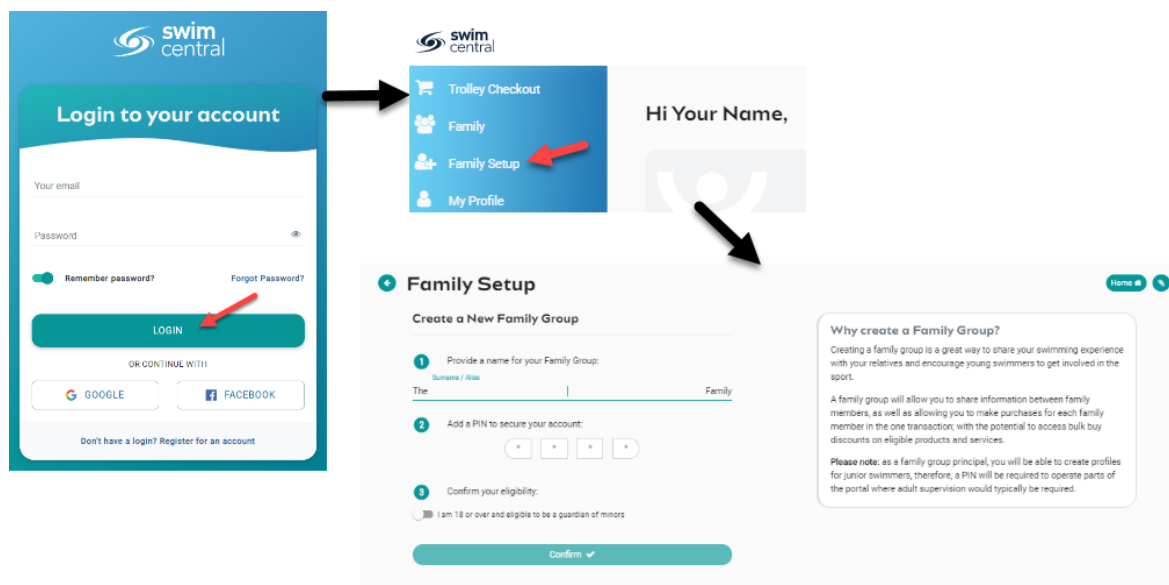 swim
central
Login to your account
Your email
Password
Remember password?
Forgot Password?
LOGIN
OR CONTINUE WITH
GOOGLE
FACEBOOK
Don't have a login? Register for an account
swim
central
Trolley Checkout
Family
Family Setup
My Profile
Hi Your Name,
Family Setup
Home
Create a New Family Group
1 Provide a name for your Family Group:
Surname / Alias
The Family
2 Add a PIN to secure your account:
* * * *
3 Confirm your eligibility:
I am 18 or over and eligible to be a guardian of minors
Confirm ✓
Why create a Family Group?
Creating a family group is a great way to share your swimming experience
with your relatives and encourage young swimmers to get involved in the
sport.
A family group will allow you to share information between family
members, as well as allowing you to make purchases for each family
member in the one transaction; with the potential to access bulk buy
discounts on eligible products and services.
Please note: as a family group principal, you will be able to create profiles
for junior swimmers, therefore, a PIN will be required to operate parts of
the portal where adult supervision would typically be required.